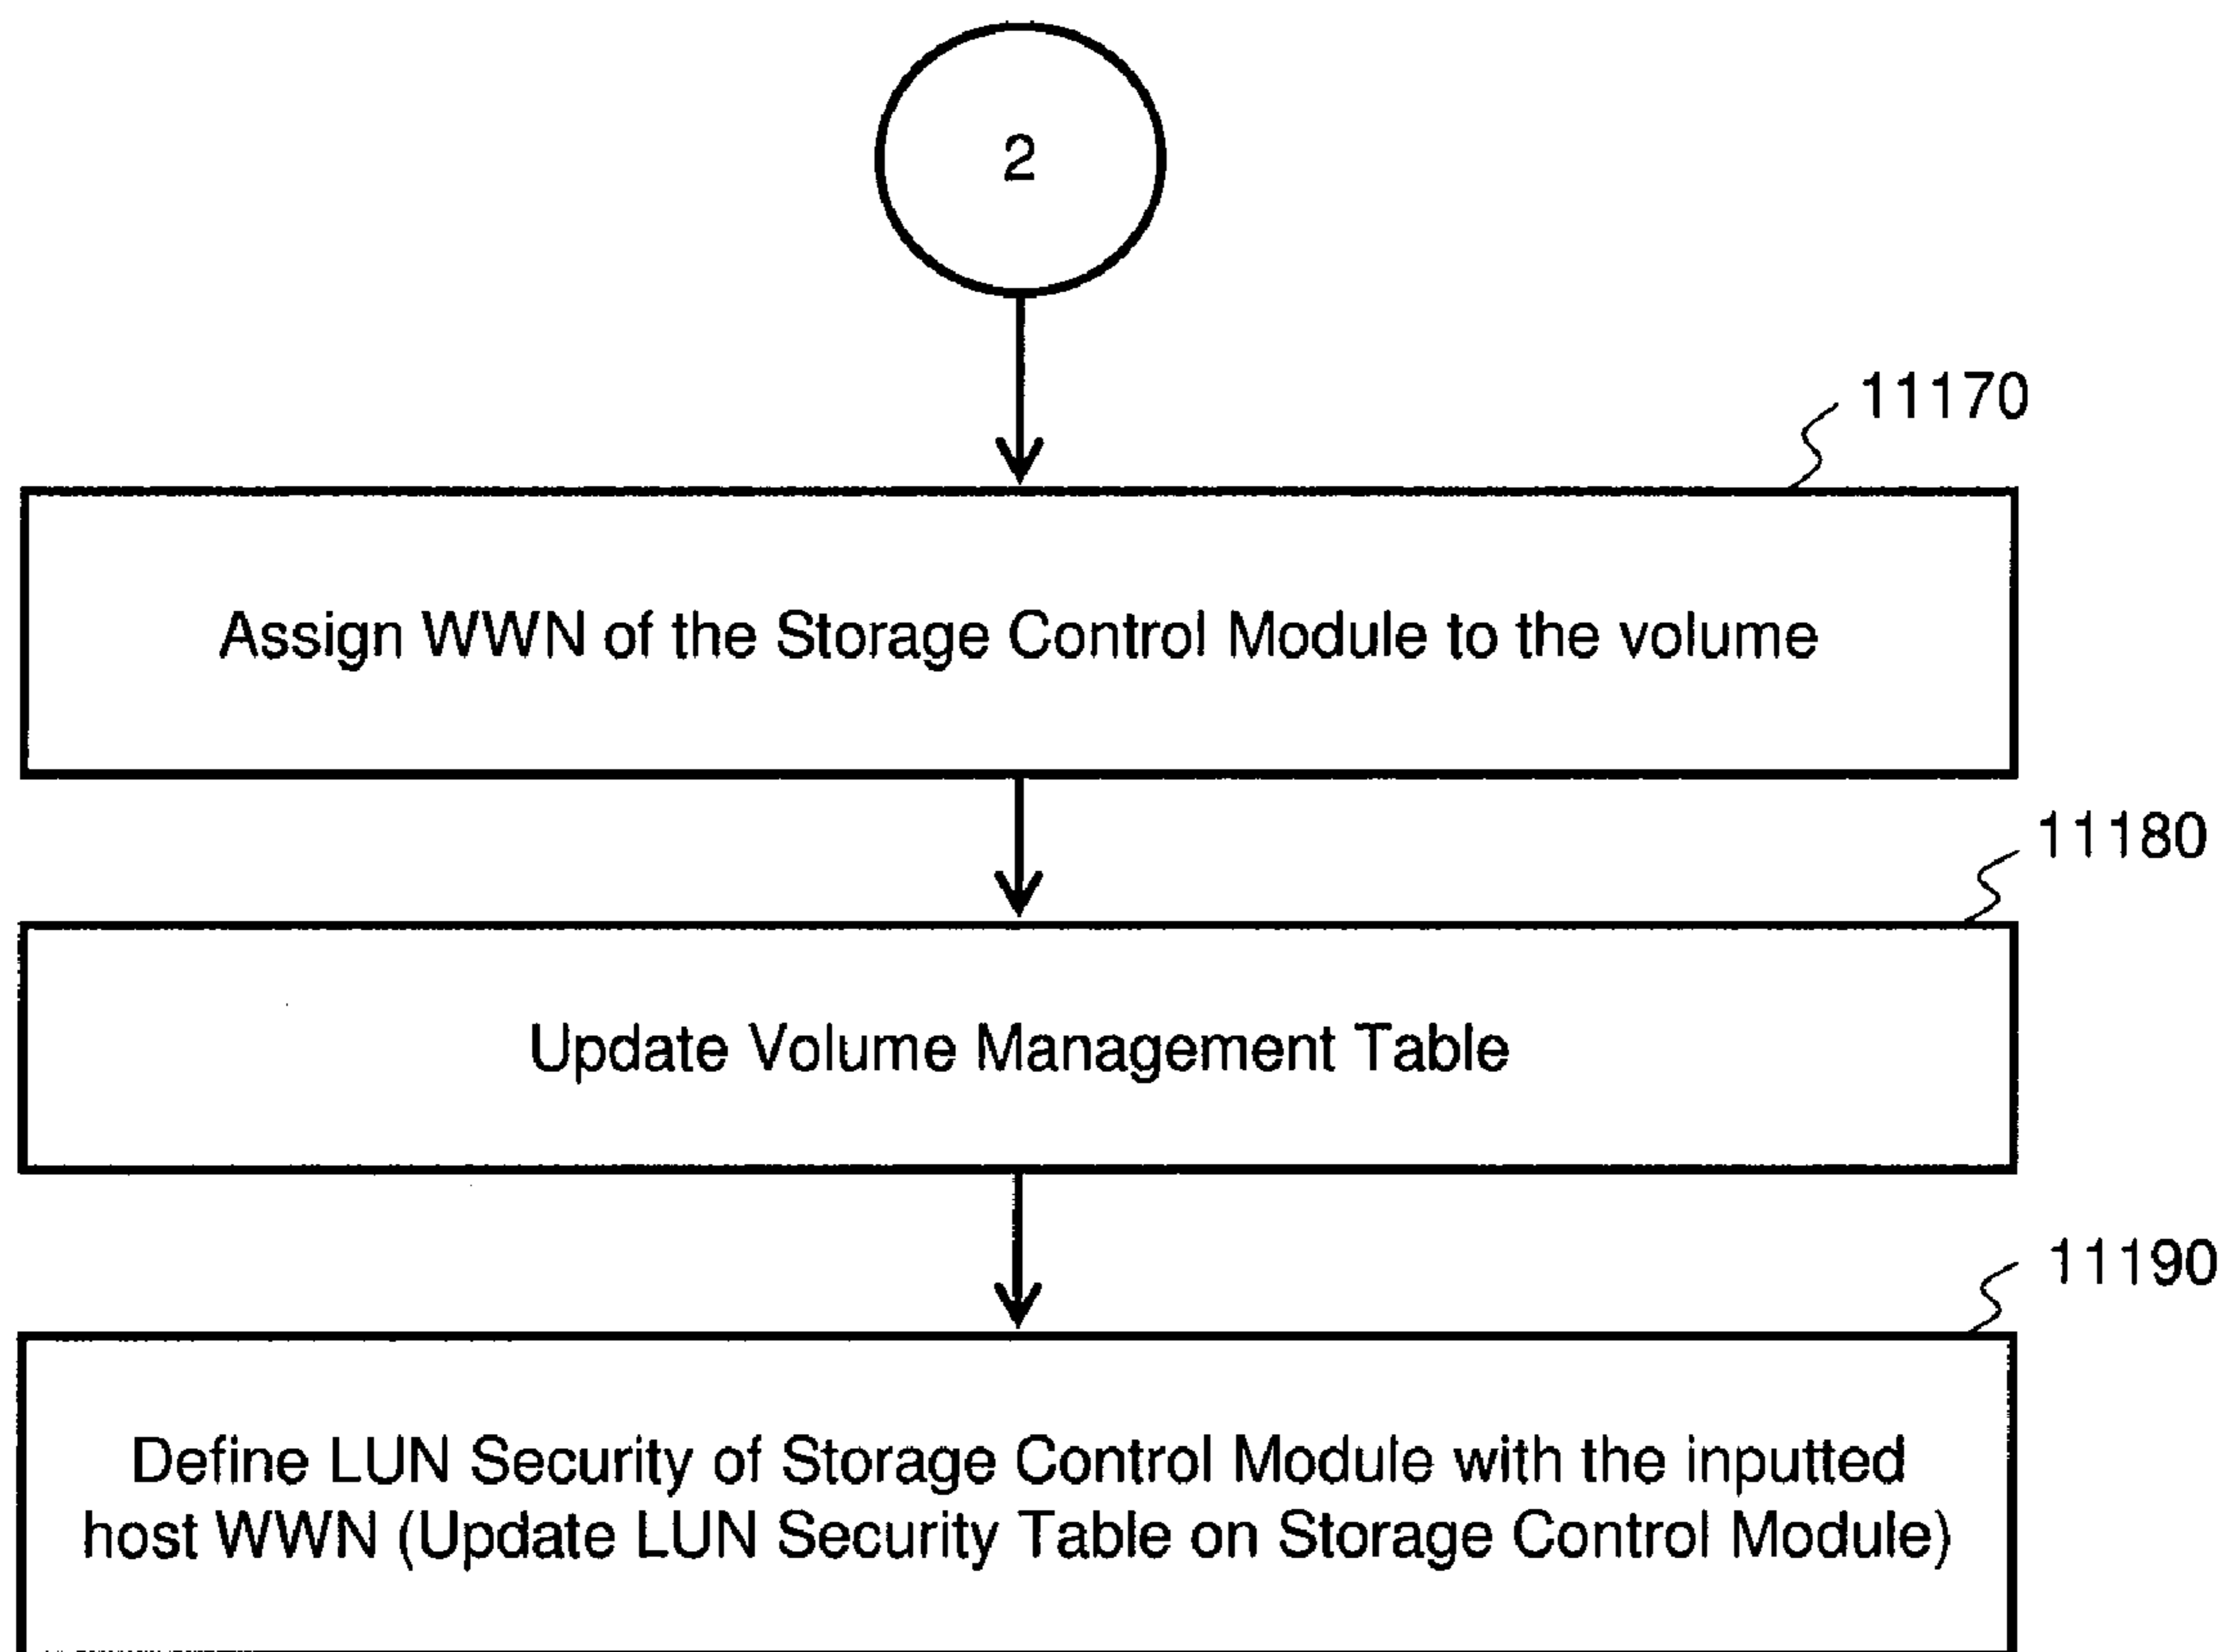 2
11170
Assign WWN of the Storage Control Module to the volume
11180
Update Volume Management Table
11190
Define LUN Security of Storage Control Module with the inputted
host WWN (Update LUN Security Table on Storage Control Module)